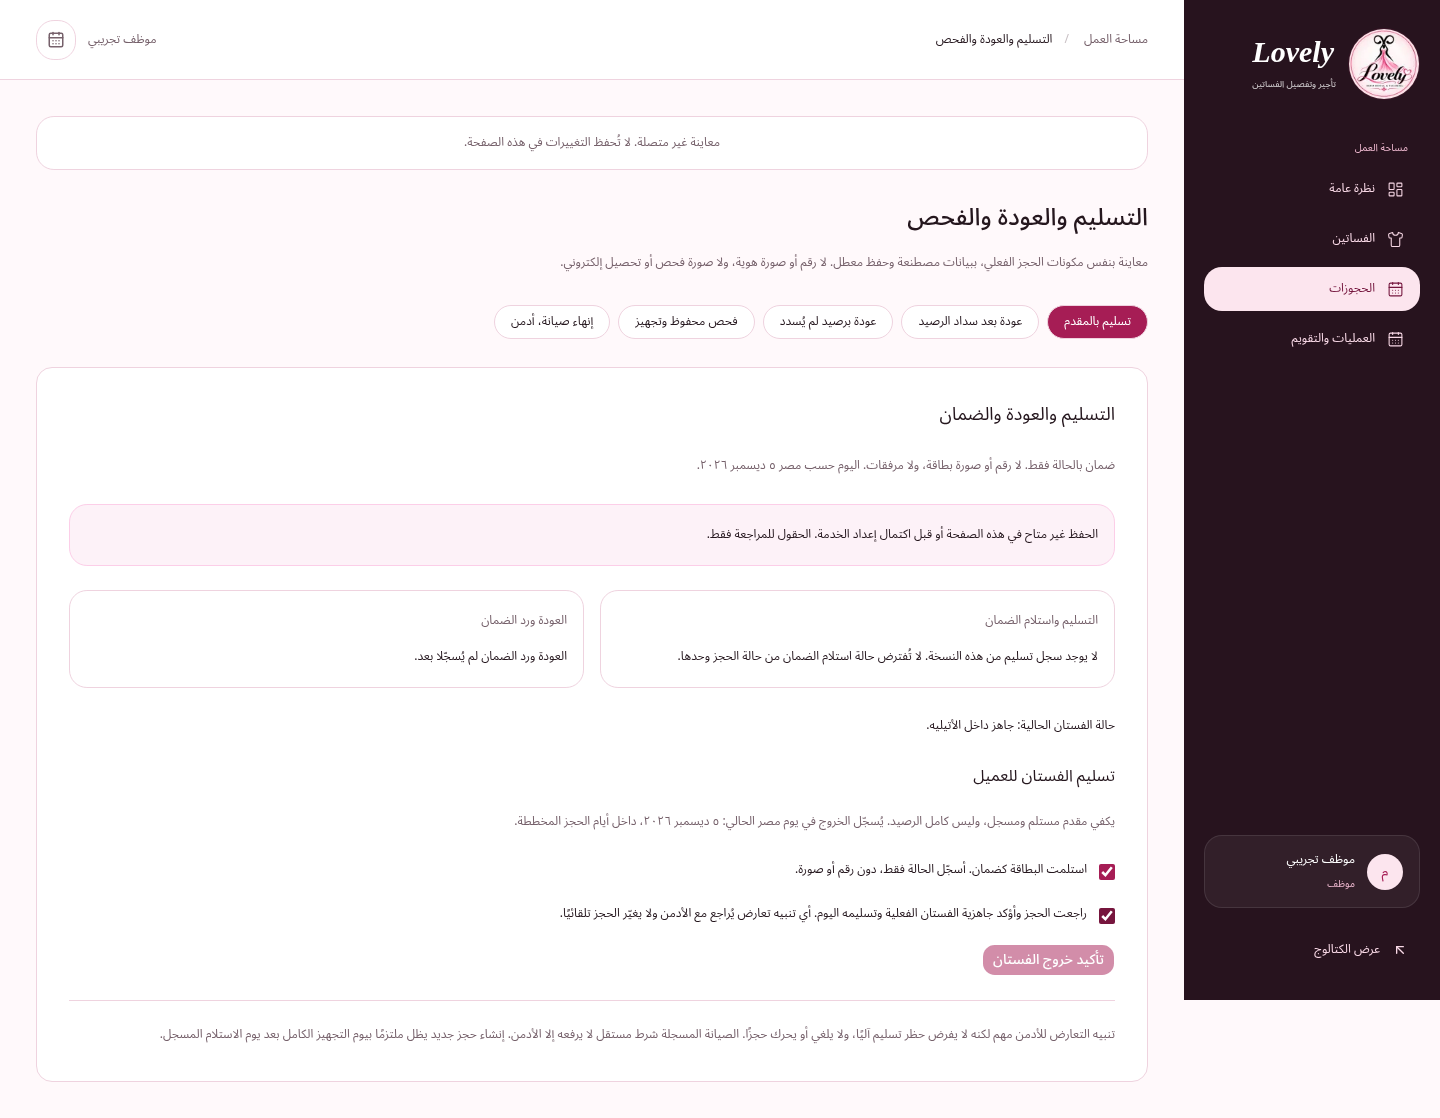 Lovely
Lovely
تأجير وتفصيل الفساتين
مساحة العمل
نظرة عامة
الفساتين
الحجوزات
العمليات والتقويم
موظف تجريبي
موظف
م
عرض الكتالوج
مساحة العمل / التسليم والعودة والفحص
موظف تجريبي
معاينة غير متصلة. لا تُحفظ التغييرات في هذه الصفحة.
التسليم والعودة والفحص
معاينة بنفس مكونات الحجز الفعلي، ببيانات مصطنعة وحفظ معطل. لا رقم أو صورة هوية، ولا صورة فحص أو تحصيل إلكتروني.
تسليم بالمقدم
عودة بعد سداد الرصيد
عودة برصيد لم يُسدد
فحص محفوظ وتجهيز
إنهاء صيانة، أدمن
التسليم والعودة والضمان
ضمان بالحالة فقط. لا رقم أو صورة بطاقة، ولا مرفقات. اليوم حسب مصر ٥ ديسمبر ٢٠٢٦.
الحفظ غير متاح في هذه الصفحة أو قبل اكتمال إعداد الخدمة. الحقول للمراجعة فقط.
التسليم واستلام الضمان
لا يوجد سجل تسليم من هذه النسخة. لا تُفترض حالة استلام الضمان من حالة الحجز وحدها.
العودة ورد الضمان
العودة ورد الضمان لم يُسجّلا بعد.
حالة الفستان الحالية: جاهز داخل الأتيليه.
تسليم الفستان للعميل
يكفي مقدم مستلم ومسجل، وليس كامل الرصيد. يُسجّل الخروج في يوم مصر الحالي: ٥ ديسمبر ٢٠٢٦، داخل أيام الحجز المخططة.
استلمت البطاقة كضمان. أسجّل الحالة فقط، دون رقم أو صورة.
راجعت الحجز وأؤكد جاهزية الفستان الفعلية وتسليمه اليوم. أي تنبيه تعارض يُراجع مع الأدمن ولا يغيّر الحجز تلقائيًا.
تأكيد خروج الفستان
تنبيه التعارض للأدمن مهم لكنه لا يفرض حظر تسليم آليًا، ولا يلغي أو يحرك حجزًا. الصيانة المسجلة شرط مستقل لا يرفعه إلا الأدمن. إنشاء حجز جديد يظل ملتزمًا بيوم التجهيز الكامل بعد يوم الاستلام المسجل.